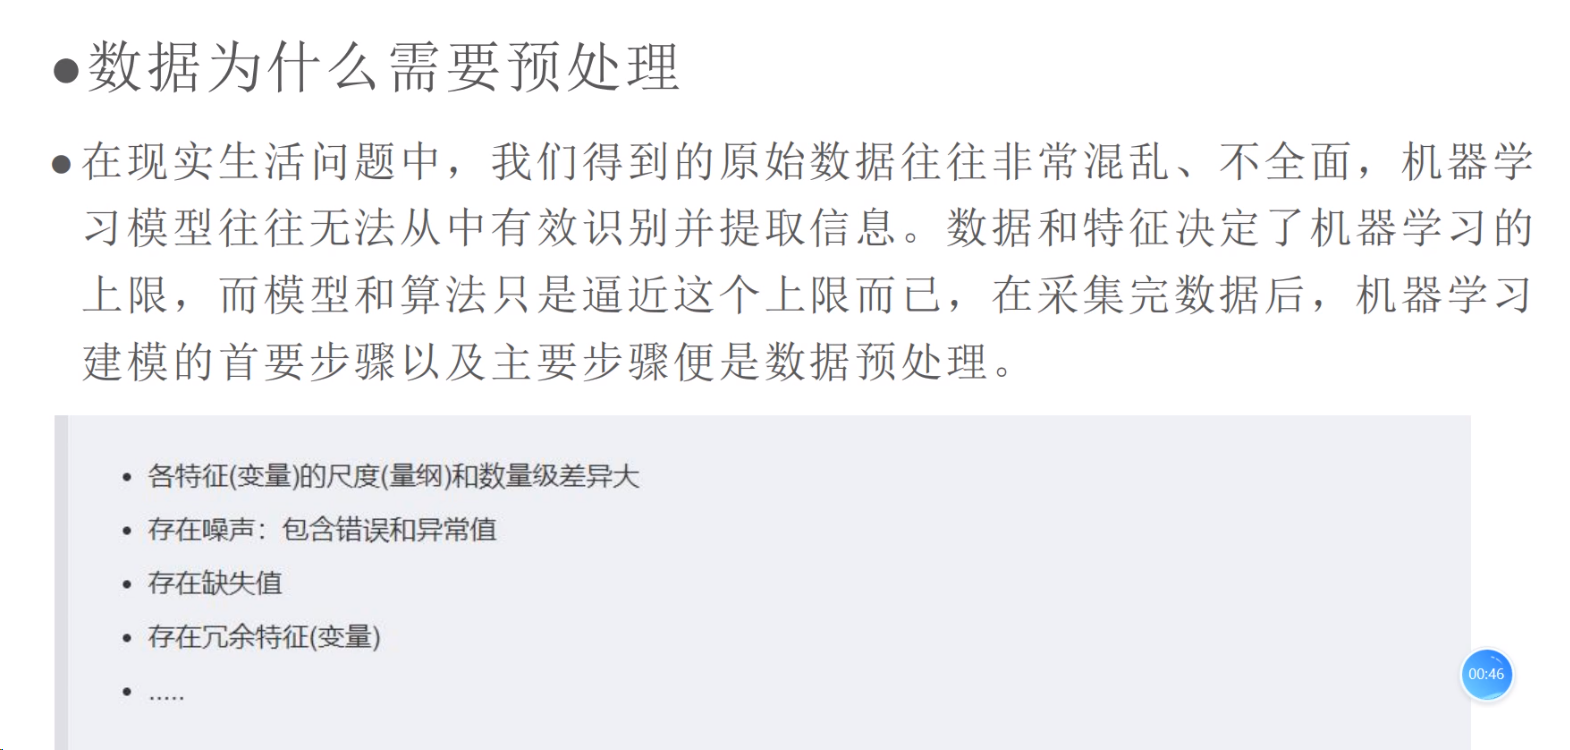 ●数据为什么需要预处理
●在现实生活问题中，我们得到的原始数据往往非常混乱、不全面，机器学
习模型往往无法从中有效识别并提取信息。数据和特征决定了机器学习的
上限，而模型和算法只是逼近这个上限而已，在采集完数据后，机器学习
建模的首要步骤以及主要步骤便是数据预处理。
• 各特征(变量)的尺度(量纲)和数量级差异大
• 存在噪声：包含错误和异常值
• 存在缺失值
• 存在冗余特征(变量)
• .....
00:46